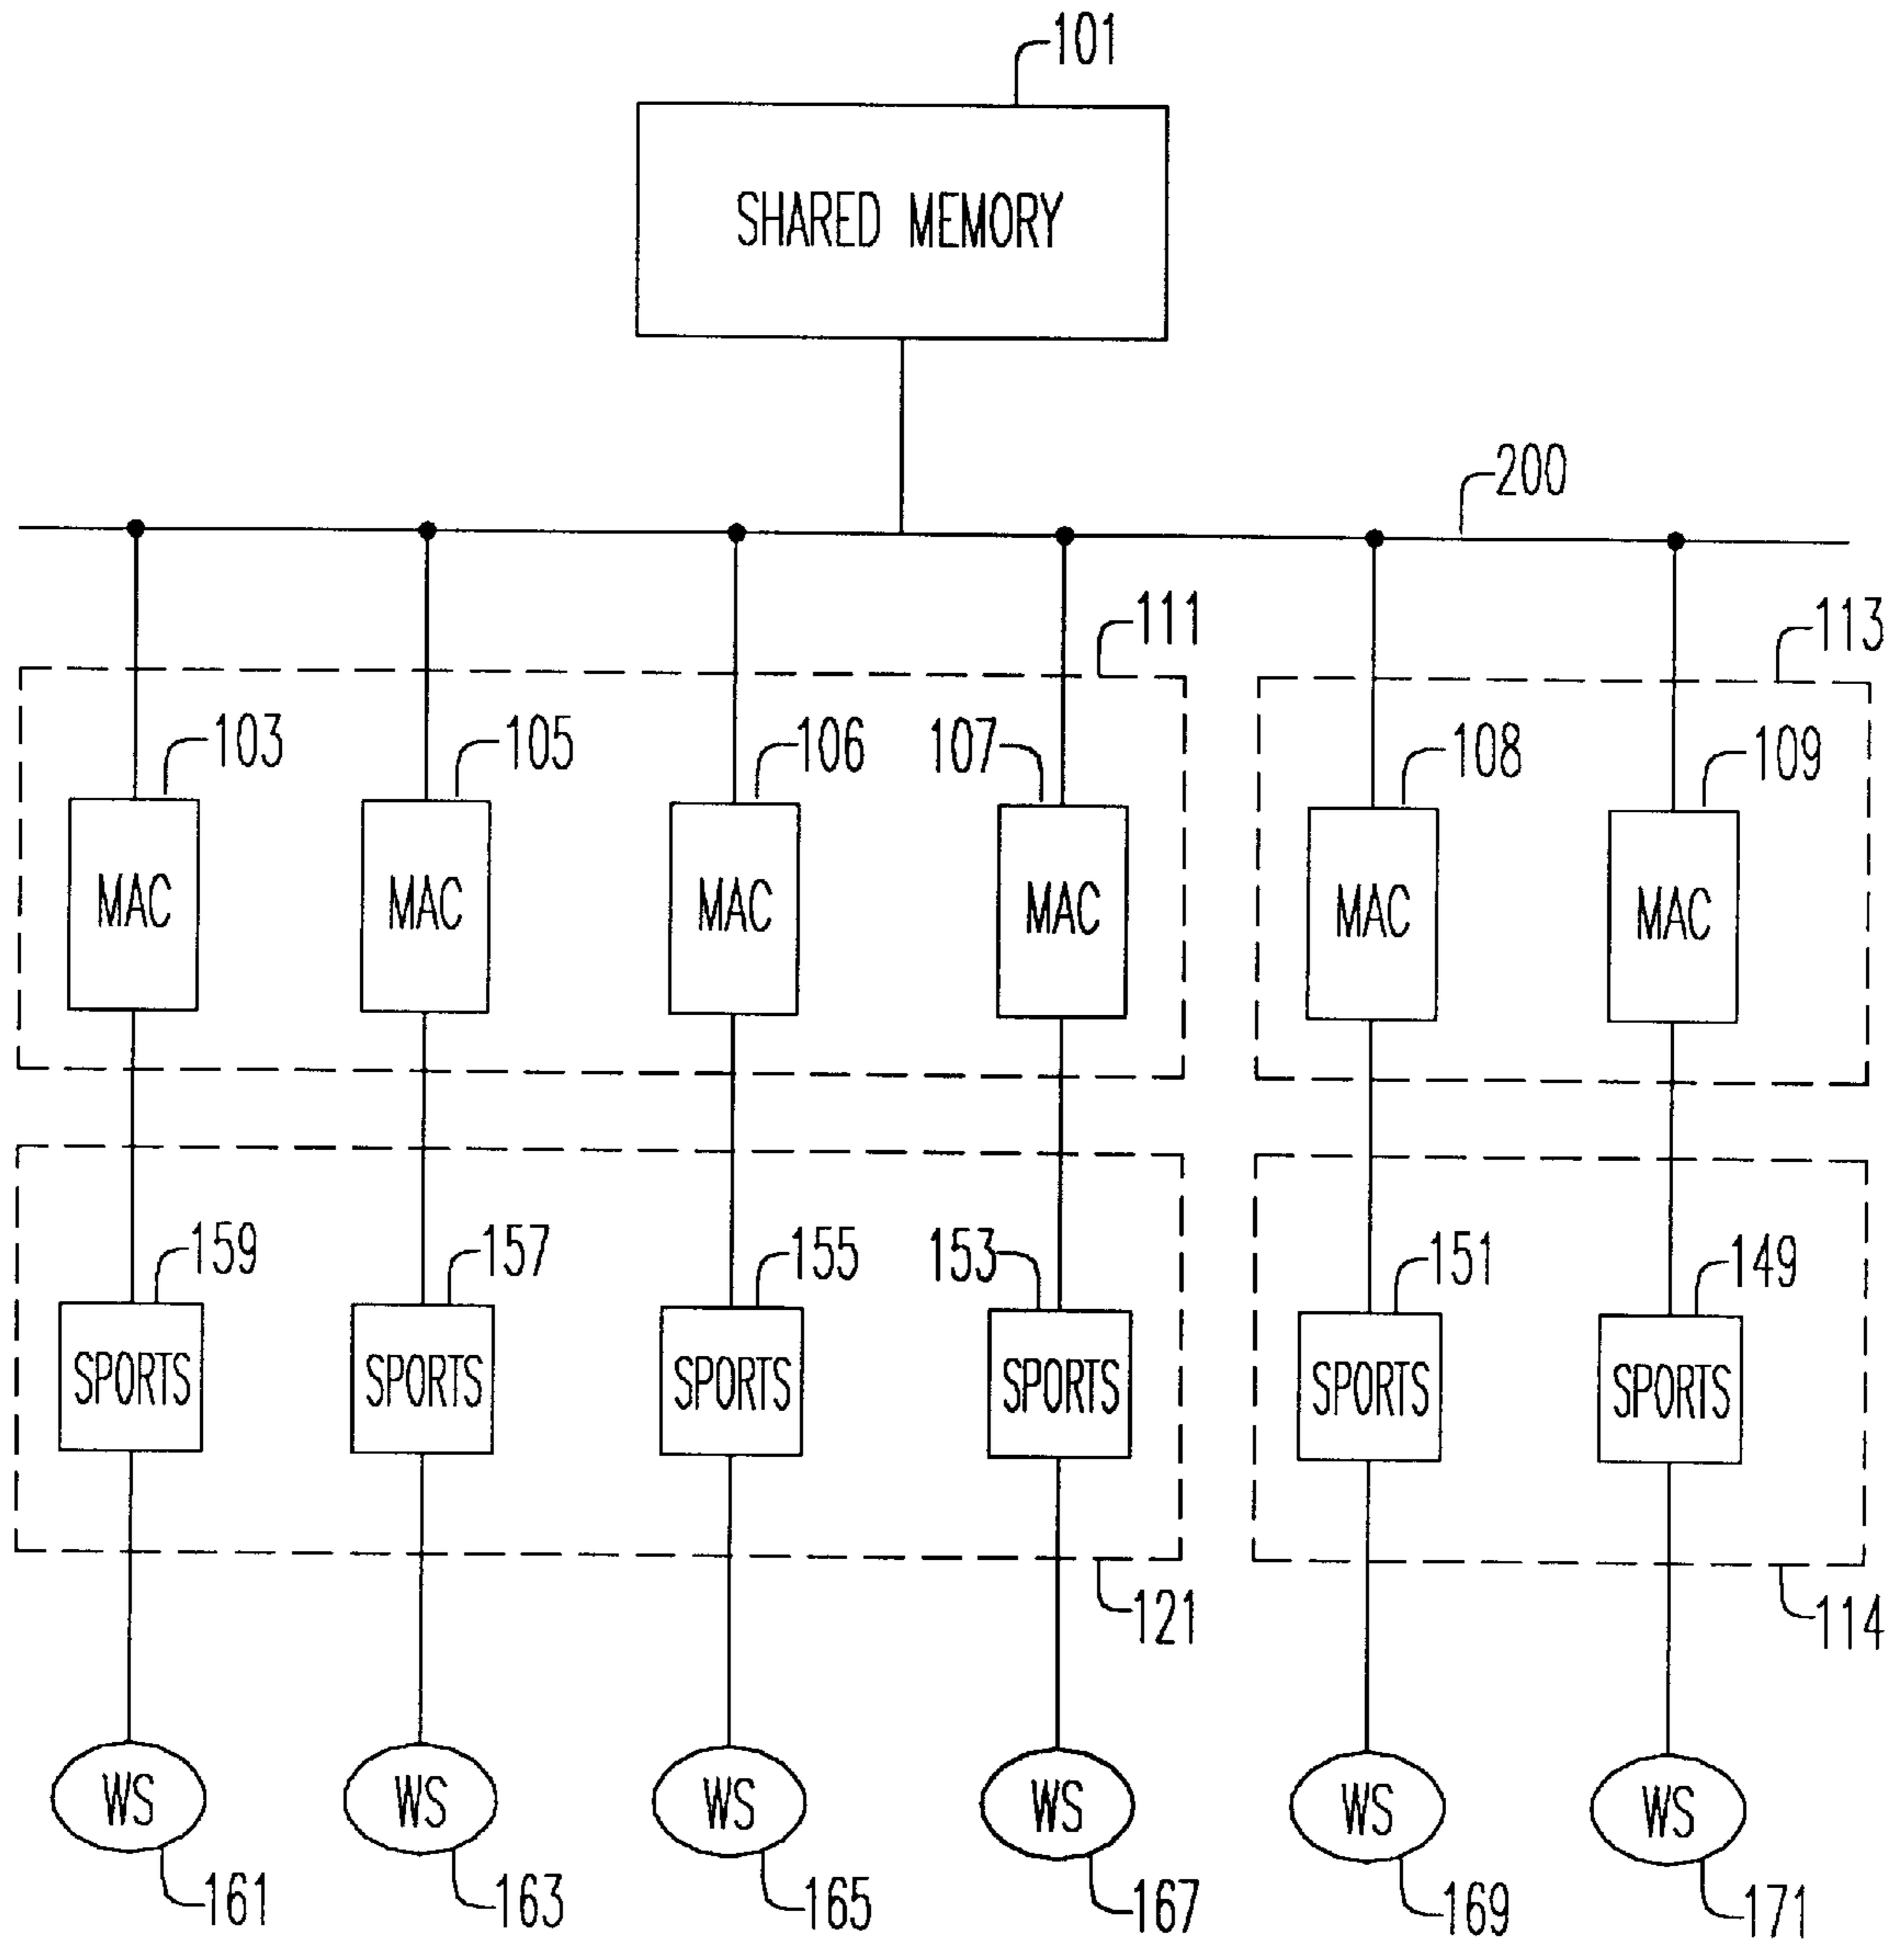 101
SHARED MEMORY
200
111
113
103
105
106
107
108
109
MAC
MAC
MAC
MAC
MAC
MAC
159
157
155
153
151
149
SPORTS
SPORTS
SPORTS
SPORTS
SPORTS
SPORTS
121
114
WS
WS
WS
WS
WS
WS
161
163
165
167
169
171